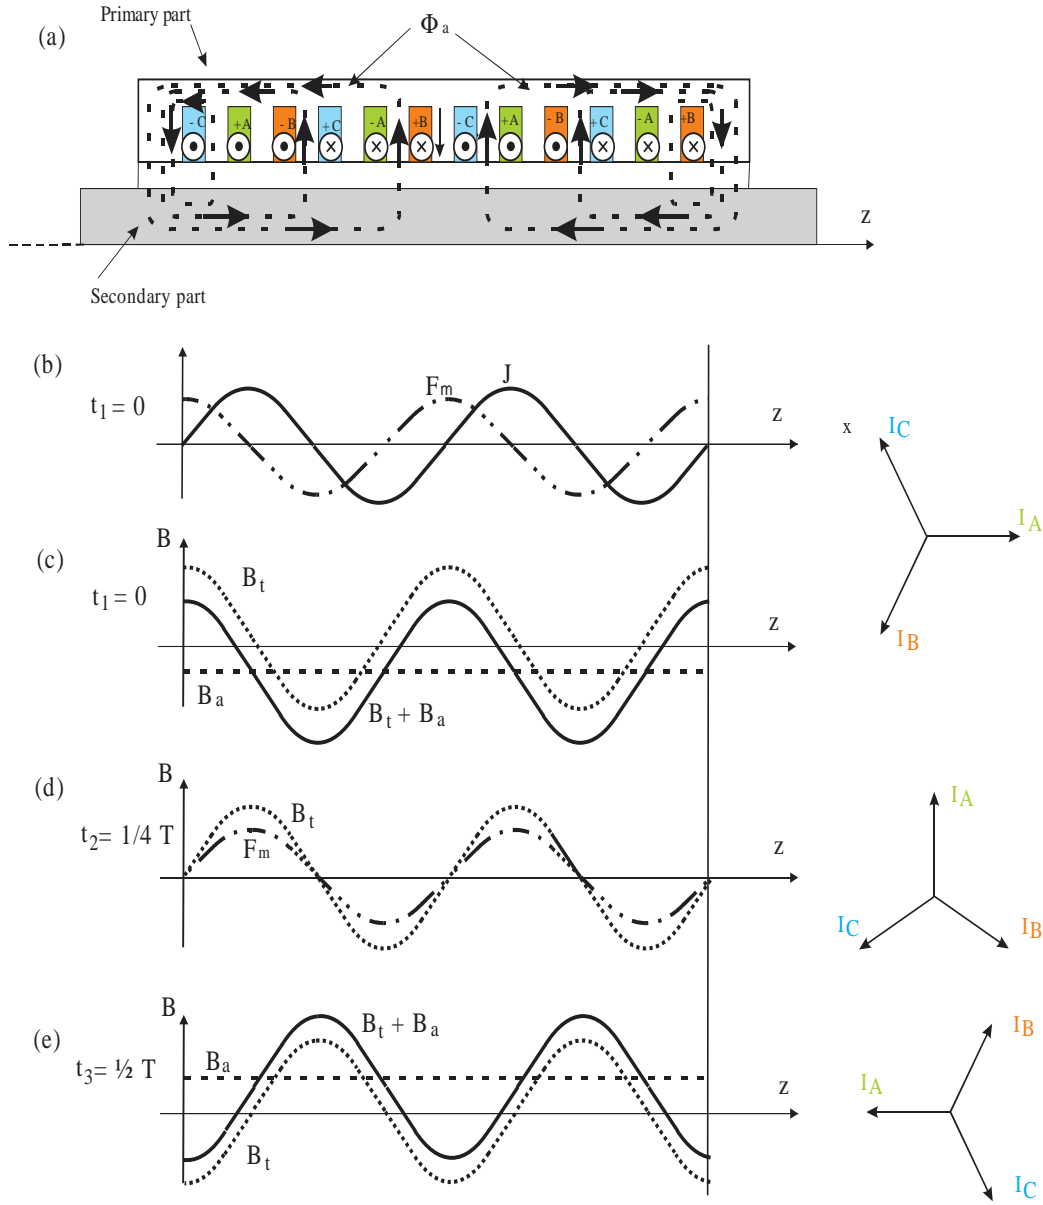 Primary part
(a)
Φa
- C +A - B +C -A +B - C +A - B +C -A +B
z
Secondary part
(b)
t1= 0
Fm
J
z
x
IC
IA
IB
(c)
B
t1= 0
Bt
z
Ba
Bt + Ba
(d)
B
t2= 1/4 T
Bt
Fm
z
IA
IC
IB
(e)
B
t3= ½ T
Bt + Ba
Ba
z
Bt
IB
IA
IC